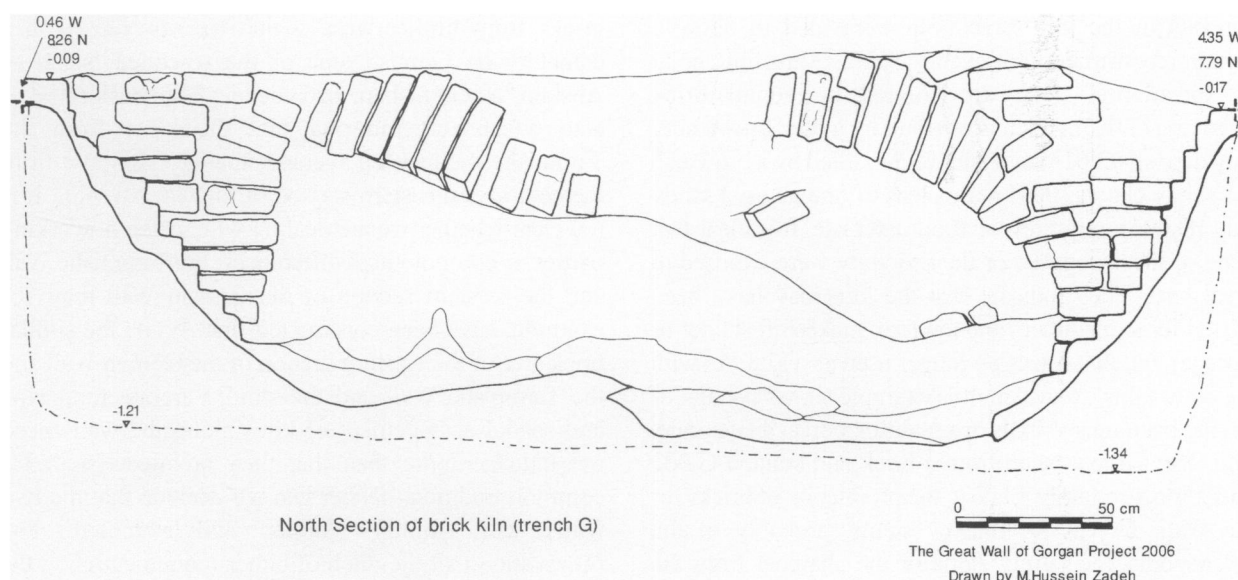 0.46 W
8.26 N
-0.09
4.35 W
7.79 N
-0.17
-1.21
-1.34
North Section of brick kiln (trench G)
0 50 cm
The Great Wall of Gorgan Project 2006
Drawn by M.Hussein Zadeh